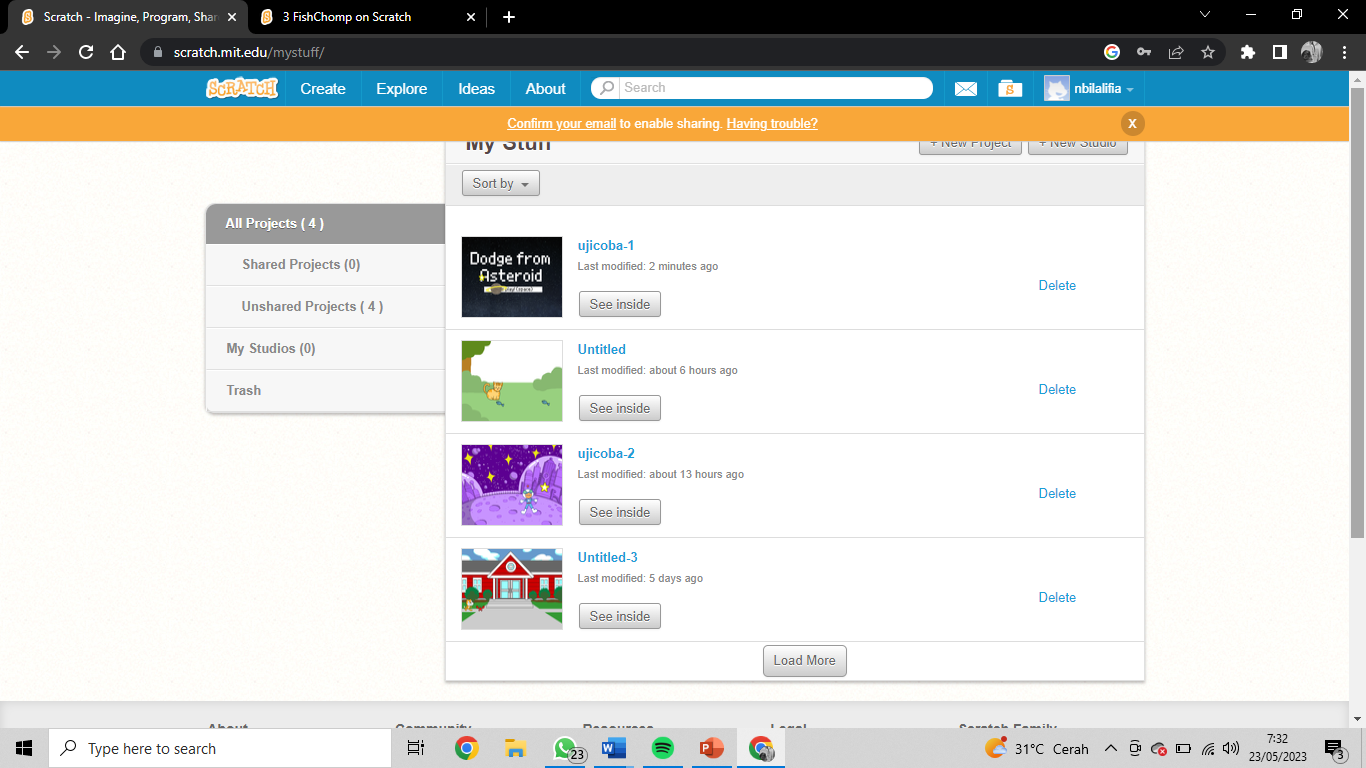 Scratch - Imagine, Program, Shar
3 FishChomp on Scratch
scratch.mit.edu/mystuff/
SCRATCH
Create
Explore
Ideas
About
Search
nbilalifia
Confirm your email to enable sharing. Having trouble?
X
My Stuff
+ New Project
+ New Studio
Sort by
All Projects ( 4 )
Shared Projects (0)
Unshared Projects ( 4 )
My Studios (0)
Trash
Dodge from
Asteroid
ujicoba-1
Last modified: 2 minutes ago
See inside
Delete
Untitled
Last modified: about 6 hours ago
See inside
Delete
ujicoba-2
Last modified: about 13 hours ago
See inside
Delete
Untitled-3
Last modified: 5 days ago
See inside
Delete
Load More
About
Community
Resources
Legal
Scratch Family
Type here to search
23
31°C Cerah
7:32
23/05/2023
3